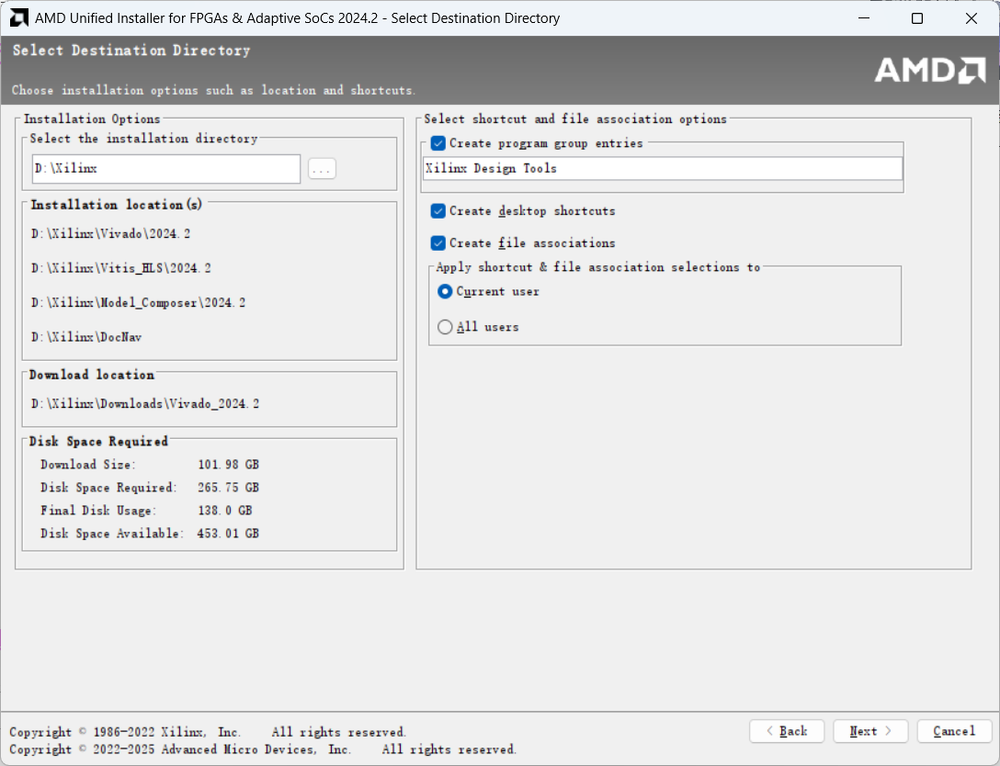 AMD Unified Installer for FPGAs & Adaptive SoCs 2024.2 - Select Destination Directory
Select Destination Directory
AMD
Choose installation options such as location and shortcuts.
Installation Options
Select the installation directory
D:\Xilinx
...
Installation location(s)
D:\Xilinx\Vivado\2024.2
D:\Xilinx\Vitis_HLS\2024.2
D:\Xilinx\Model_Composer\2024.2
D:\Xilinx\DocNav
Download location
D:\Xilinx\Downloads\Vivado_2024.2
Disk Space Required
Download Size: 101.98 GB
Disk Space Required: 265.75 GB
Final Disk Usage: 138.0 GB
Disk Space Available: 453.01 GB
Select shortcut and file association options
Create program group entries
Xilinx Design Tools
Create desktop shortcuts
Create file associations
Apply shortcut & file association selections to
Current user
All users
Copyright © 1986-2022 Xilinx, Inc. All rights reserved.
Copyright © 2022-2025 Advanced Micro Devices, Inc. All rights reserved.
< Back
Next >
Cancel